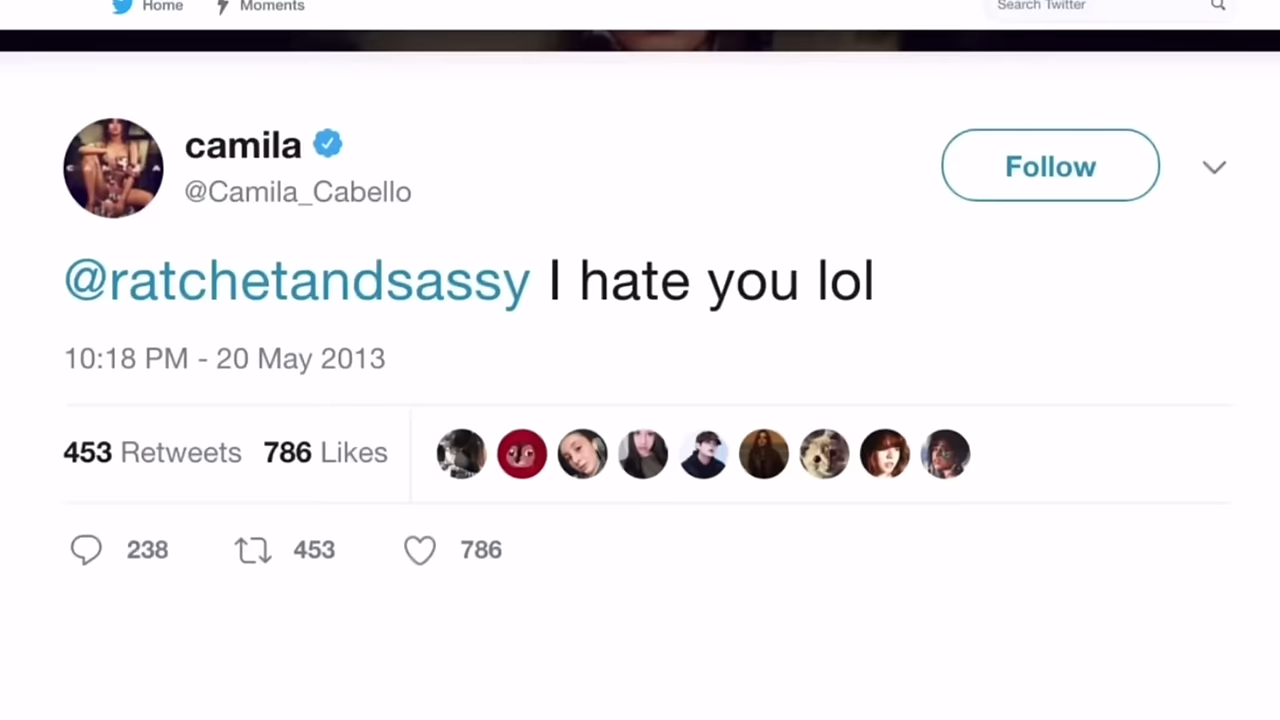 Home Moments Search Twitter
camila
@Camila_Cabello
Follow
@ratchetandsassy I hate you lol
10:18 PM - 20 May 2013
453 Retweets 786 Likes
238 453 786